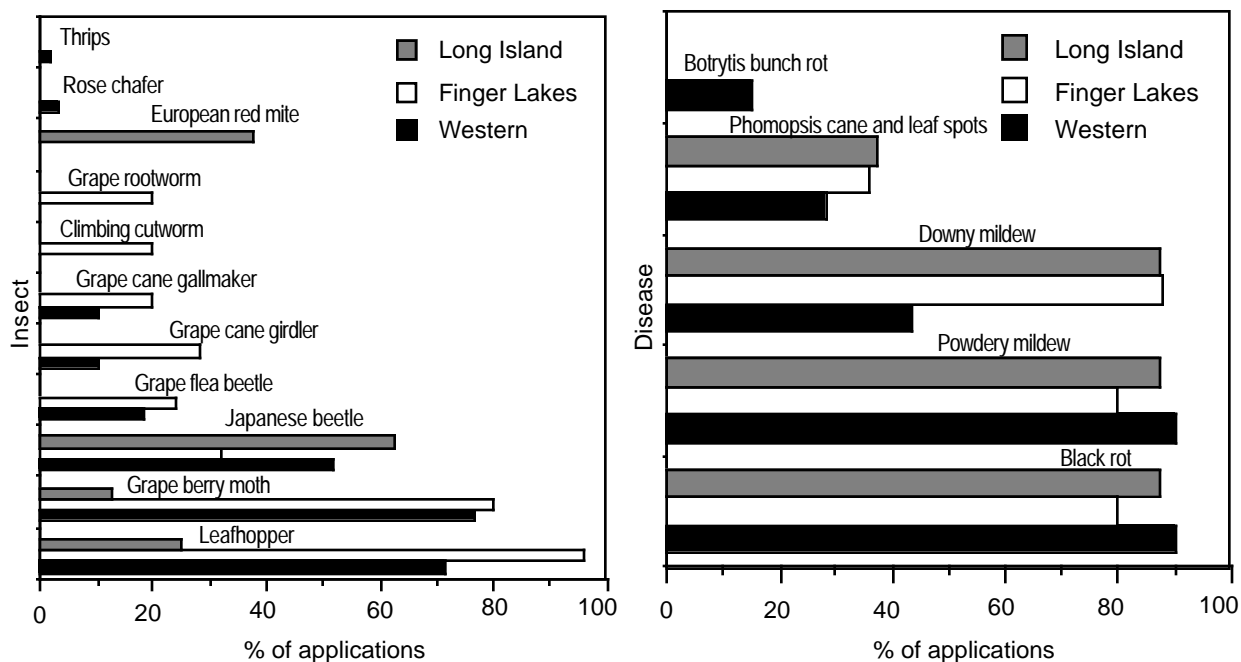 Thrips
Rose chafer
European red mite
Grape rootworm
Climbing cutworm
Grape cane gallmaker
Grape cane girdler
Grape flea beetle
Japanese beetle
Grape berry moth
Leafhopper
Long Island
Finger Lakes
Western
Insect
0 20 40 60 80 100
% of applications
Botrytis bunch rot
Phomopsis cane and leaf spots
Downy mildew
Powdery mildew
Black rot
Long Island
Finger Lakes
Western
Disease
0 20 40 60 80 100
% of applications